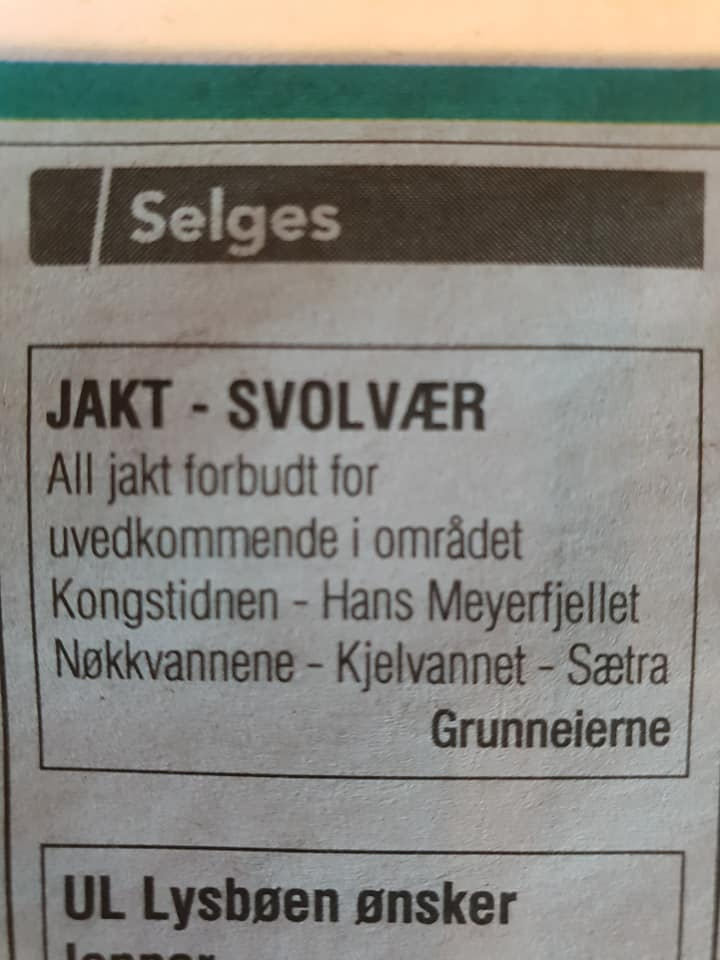 Selges
JAKT - SVOLVÆR
All jakt forbudt for
uvedkommende i området
Kongstidnen - Hans Meyerfjellet
Nøkkvannene - Kjelvannet - Sætra
Grunneierne
UL Lysbøen ønsker